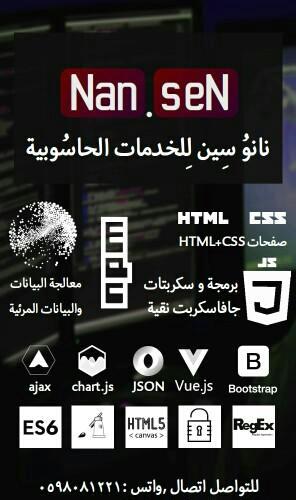 Nan.seN
نانوُ سِين لِلخدمات الحاسُوبية
HTML CSS
صفحات HTML+CSS
معالجة البيانات
والبيانات المرئية
npm
JS
برمجة و سكربتات
جافاسكربت نقية
ajax chart.js JSON Vue.js Bootstrap
B
ES6
HTML5
<canvas>
RegEx
للتواصل اتصال ,واتس :٠٥٩٨٠٨١٢٢١